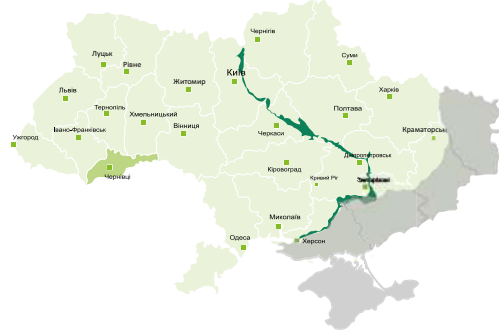 Чернігів
Суми
Луцьк
Рівне
Київ
Житомир
Львів
Харків
Тернопіль
Хмельницький
Полтава
Івано-Франківськ
Вінниця
Черкаси
Краматорськ
Ужгород
Дніпропетровськ
Кіровоград
Чернівці
Кривий Ріг
Миколаїв
Одеса
Херсон